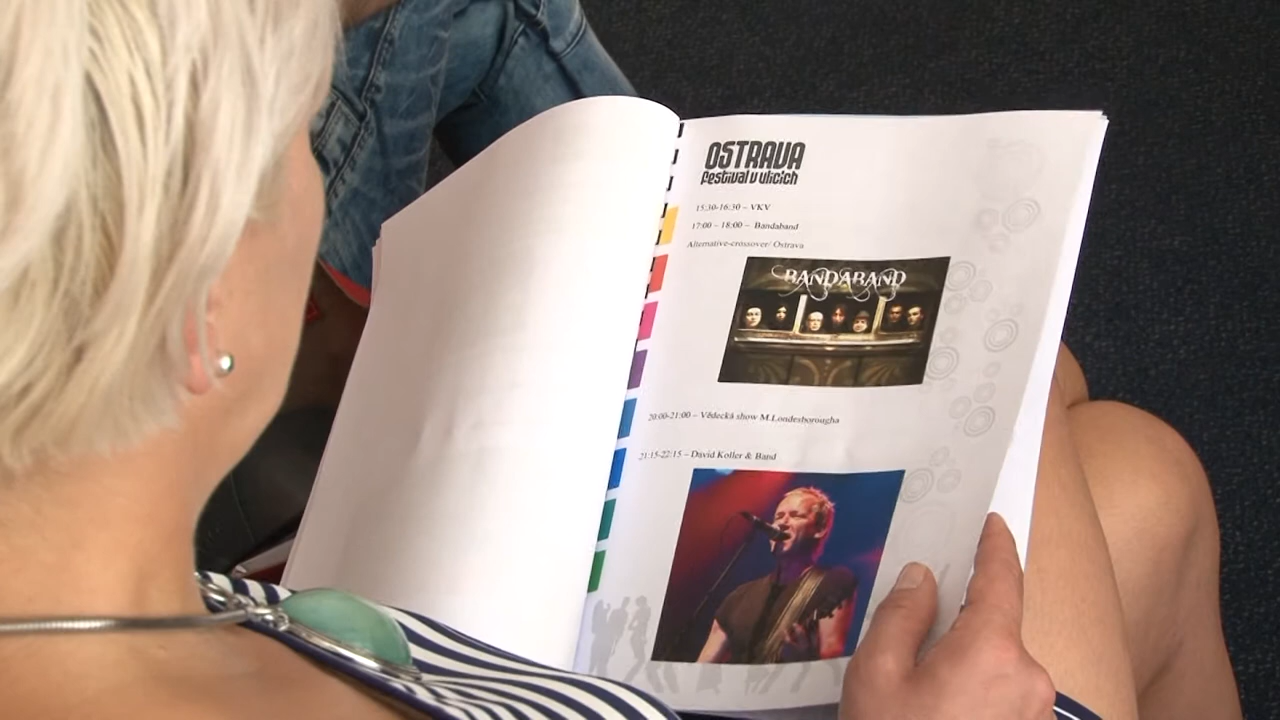 OSTRAVA
festival v ulicích
15:30-16:30 – VKV
17:00 – 18:00 – Bandaband
Alternative-crossover/ Ostrava
BANDABAND
20:00-21:00 – Vědecká show M.Londesborougha
21:15-22:15 – David Koller & Band